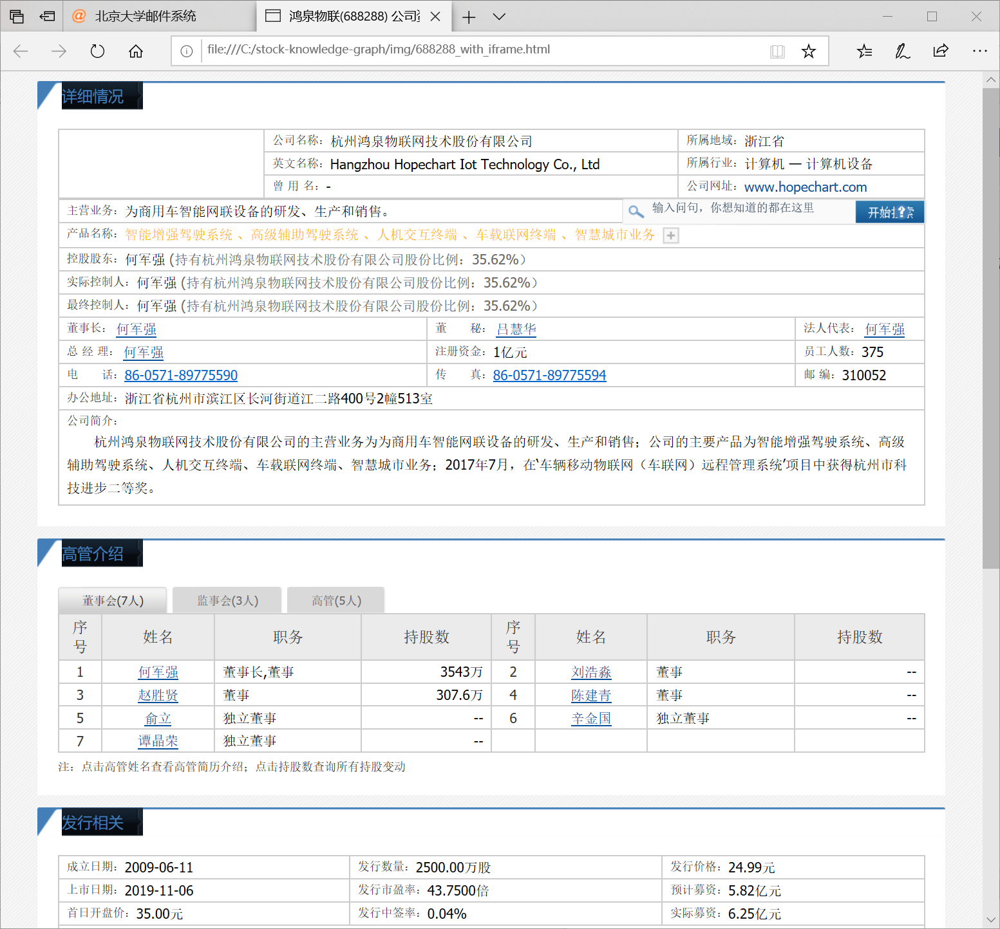 北京大学邮件系统
鸿泉物联(688288) 公司
file:///C:/stock-knowledge-graph/img/688288_with_iframe.html
详细情况
公司名称： 杭州鸿泉物联网技术股份有限公司 所属地域： 浙江省
英文名称： Hangzhou Hopechart Iot Technology Co., Ltd 所属行业： 计算机 — 计算机设备
曾 用 名： - 公司网址： www.hopechart.com
主营业务： 为商用车智能网联设备的研发、生产和销售。 输入问句，你想知道的都在这里 开始
产品名称： 智能增强驾驶系统 、高级辅助驾驶系统 、人机交互终端 、车载联网终端 、智慧城市业务
控股股东： 何军强 (持有杭州鸿泉物联网技术股份有限公司股份比例：35.62%）
实际控制人： 何军强 (持有杭州鸿泉物联网技术股份有限公司股份比例：35.62%）
最终控制人： 何军强 (持有杭州鸿泉物联网技术股份有限公司股份比例：35.62%）
董事长： 何军强 董 秘： 吕慧华 法人代表： 何军强
总 经 理： 何军强 注册资金： 1亿元 员工人数： 375
电 话： 86-0571-89775590 传 真： 86-0571-89775594 邮 编： 310052
办公地址： 浙江省杭州市滨江区长河街道江二路400号2幢513室
公司简介：
杭州鸿泉物联网技术股份有限公司的主营业务为为商用车智能网联设备的研发、生产和销售；公司的主要产品为智能增强驾驶系统、高级
辅助驾驶系统、人机交互终端、车载联网终端、智慧城市业务；2017年7月，在‘车辆移动物联网（车联网）远程管理系统’项目中获得杭州市科
技进步二等奖。
高管介绍
董事会(7人) 监事会(3人) 高管(5人)
序号 姓名 职务 持股数 序号 姓名 职务 持股数
1 何军强 董事长,董事 3543万 2 刘浩淼 董事 --
3 赵胜贤 董事 307.6万 4 陈建青 董事 --
5 俞立 独立董事 -- 6 辛金国 独立董事 --
7 谭晶荣 独立董事 --
注：点击高管姓名查看高管简历介绍；点击持股数查询所有持股变动
发行相关
成立日期： 2009-06-11 发行数量： 2500.00万股 发行价格： 24.99元
上市日期： 2019-11-06 发行市盈率： 43.7500倍 预计募资： 5.82亿元
首日开盘价： 35.00元 发行中签率： 0.04% 实际募资： 6.25亿元